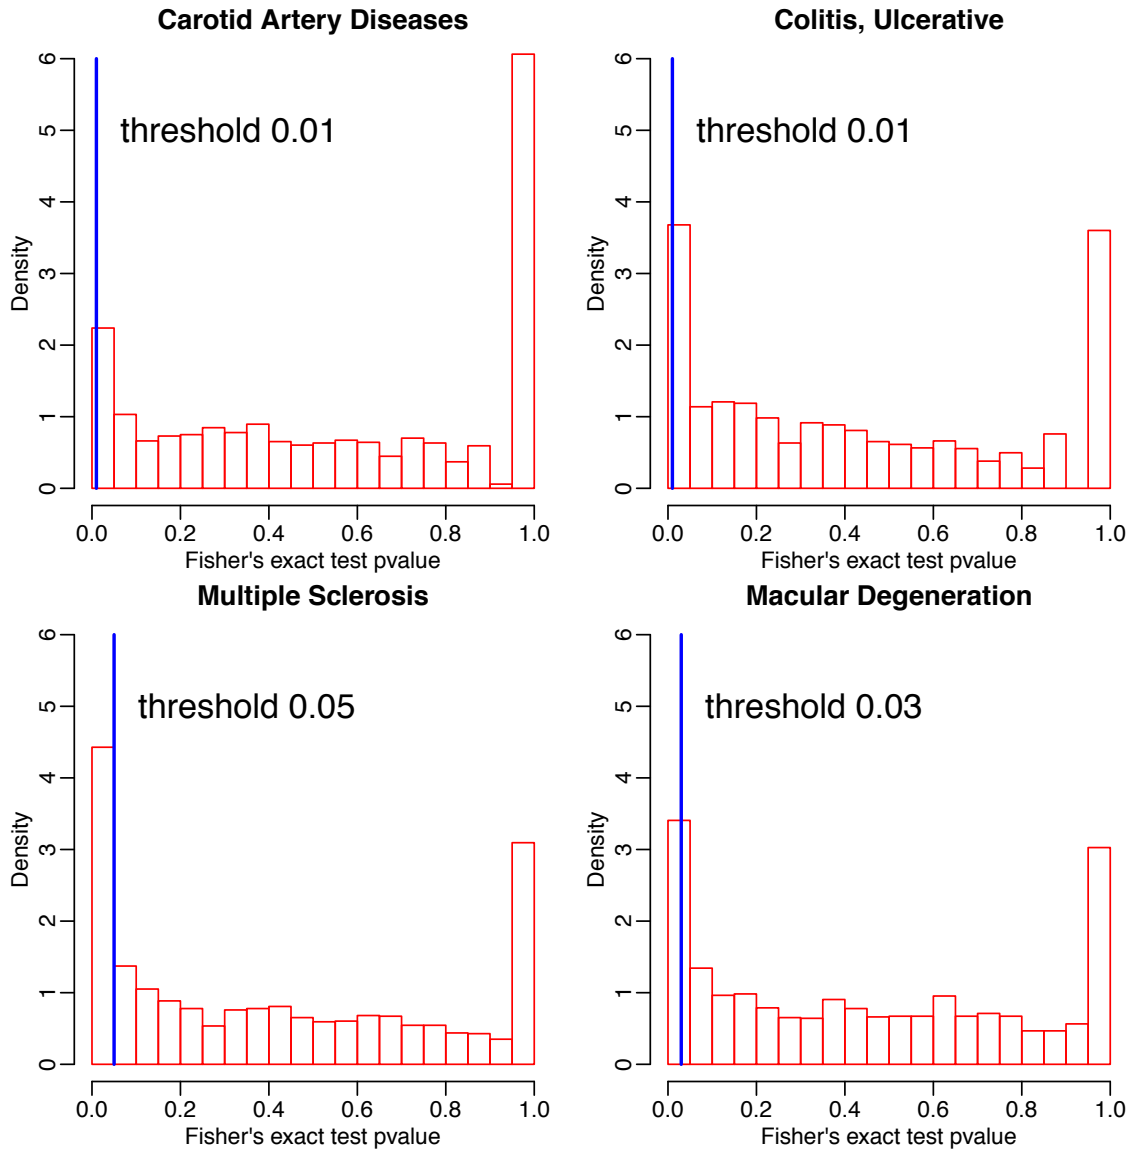 Carotid Artery Diseases
Density
0 1 2 3 4 5 6
threshold 0.01
0.0 0.2 0.4 0.6 0.8 1.0
Fisher's exact test pvalue
Colitis, Ulcerative
Density
0 1 2 3 4 5 6
threshold 0.01
0.0 0.2 0.4 0.6 0.8 1.0
Fisher's exact test pvalue
Multiple Sclerosis
Density
0 1 2 3 4 5 6
threshold 0.05
0.0 0.2 0.4 0.6 0.8 1.0
Fisher's exact test pvalue
Macular Degeneration
Density
0 1 2 3 4 5 6
threshold 0.03
0.0 0.2 0.4 0.6 0.8 1.0
Fisher's exact test pvalue